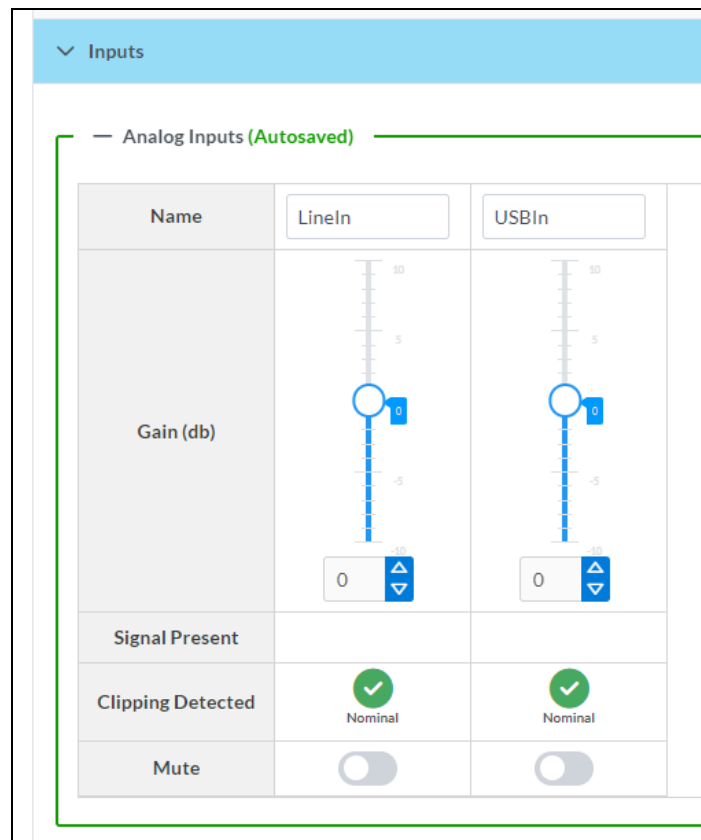 Inputs
Analog Inputs (Autosaved)
Name LineIn USBIn
10 10
5 5
Gain (db) 0 0
-5 -5
-10 -10
0 0
Signal Present
Clipping Detected Nominal Nominal
Mute